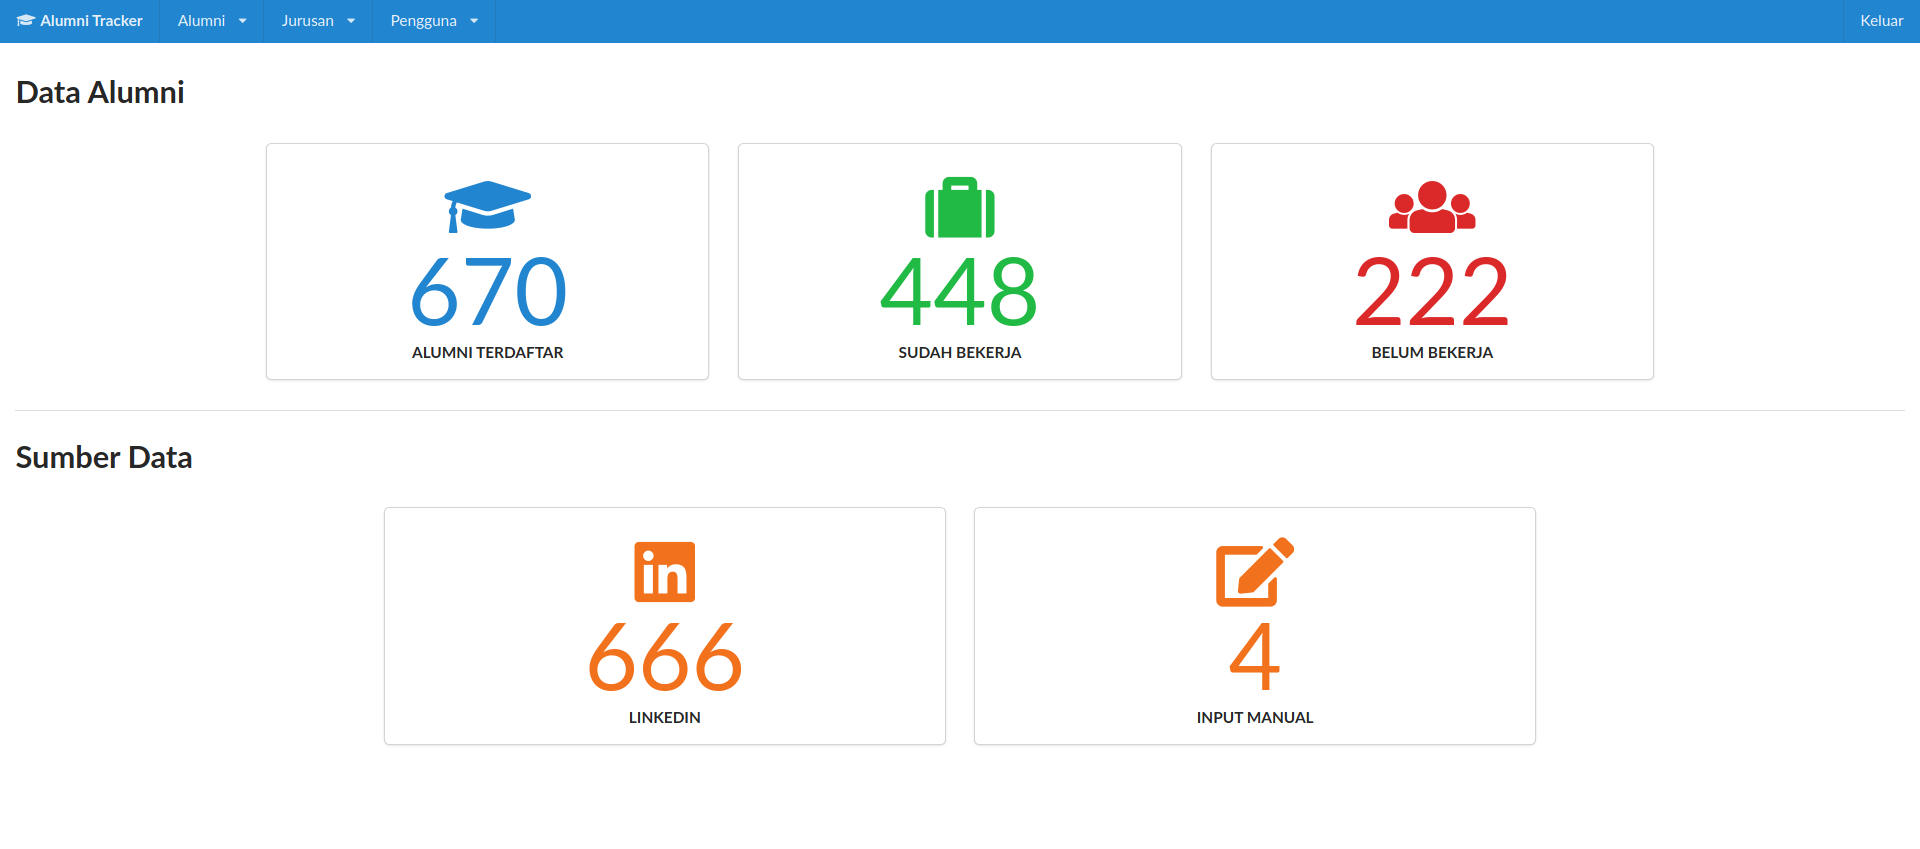 Alumni Tracker Alumni Jurusan Pengguna Keluar
Data Alumni
670 448 222
ALUMNI TERDAFTAR SUDAH BEKERJA BELUM BEKERJA
Sumber Data
in
666 4
LINKEDIN INPUT MANUAL